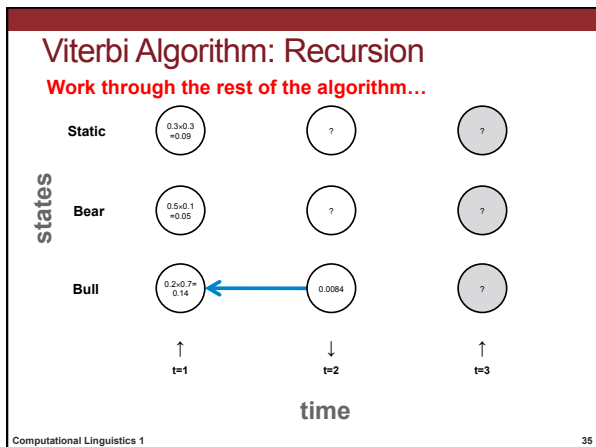 Viterbi Algorithm: Recursion
Work through the rest of the algorithm…
states
Static
0.3×0.3
=0.09
?
?
Bear
0.5×0.1
=0.05
?
?
Bull
0.2×0.7=
0.14
0.0084
?
↑ ↓ ↑
t=1 t=2 t=3
time
Computational Linguistics 1 35